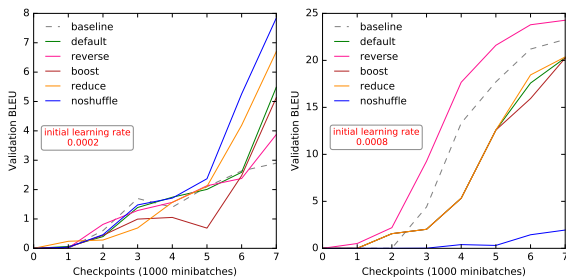 8
7
6
5
4
3
2
1
0
Validation BLEU
baseline
default
reverse
boost
reduce
noshuffle
initial learning rate
0.0002
0 1 2 3 4 5 6 7
Checkpoints (1000 minibatches)
25
20
15
10
5
0
Validation BLEU
baseline
default
reverse
boost
reduce
noshuffle
initial learning rate
0.0008
0 1 2 3 4 5 6 7
Checkpoints (1000 minibatches)